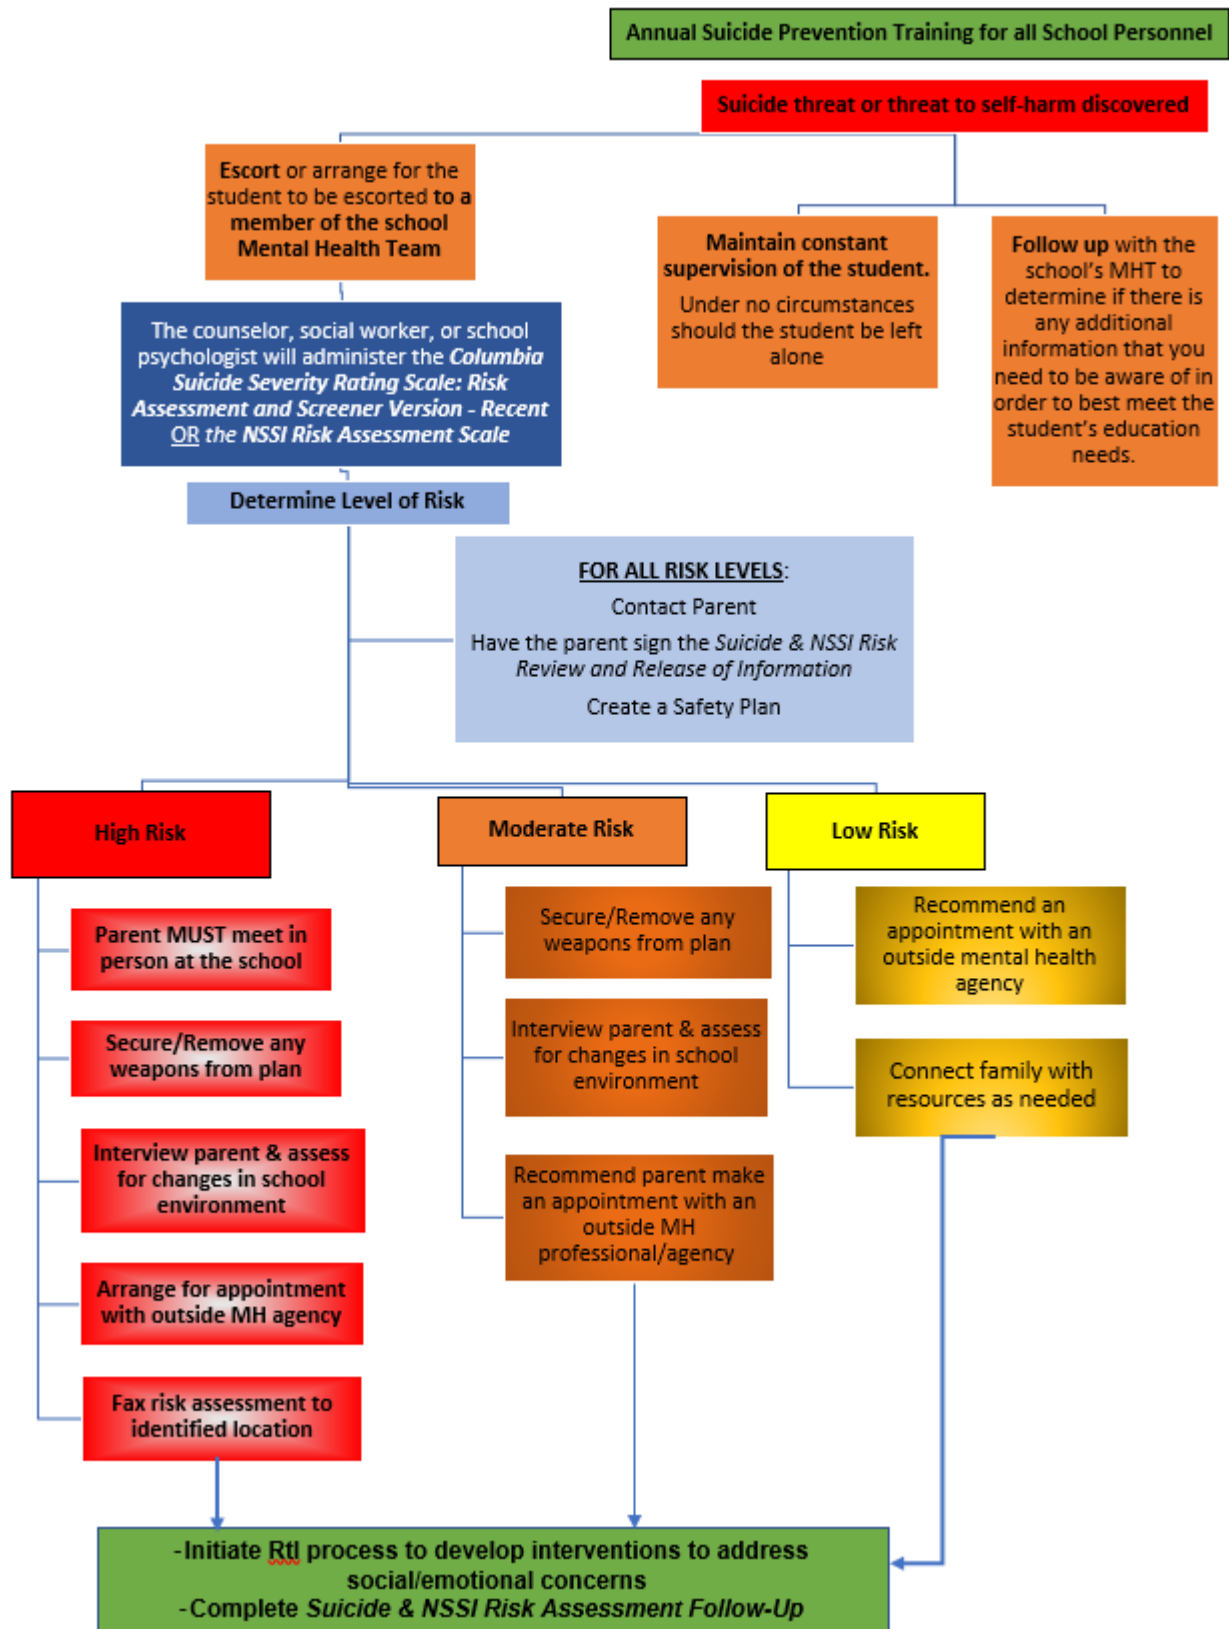 Annual Suicide Prevention Training for all School Personnel
Suicide threat or threat to self-harm discovered
Escort or arrange for the
student to be escorted to a
member of the school
Mental Health Team
Maintain constant
supervision of the student.
Under no circumstances
should the student be left
alone
Follow up with the
school's MHT to
determine if there is
any additional
information that you
need to be aware of in
order to best meet the
student's education
needs.
The counselor, social worker, or school
psychologist will administer the Columbia
Suicide Severity Rating Scale: Risk
Assessment and Screener Version - Recent
OR the NSSI Risk Assessment Scale
Determine Level of Risk
FOR ALL RISK LEVELS:
Contact Parent
Have the parent sign the Suicide & NSSI Risk
Review and Release of Information
Create a Safety Plan
High Risk
Parent MUST meet in
person at the school
Secure/Remove any
weapons from plan
Interview parent & assess
for changes in school
environment
Arrange for appointment
with outside MH agency
Fax risk assessment to
identified location
Moderate Risk
Secure/Remove any
weapons from plan
Interview parent & assess
for changes in school
environment
Recommend parent make
an appointment with an
outside MH
professional/agency
Low Risk
Recommend an
appointment with an
outside mental health
agency
Connect family with
resources as needed
-Initiate RtI process to develop interventions to address
social/emotional concerns
-Complete Suicide & NSSI Risk Assessment Follow-Up